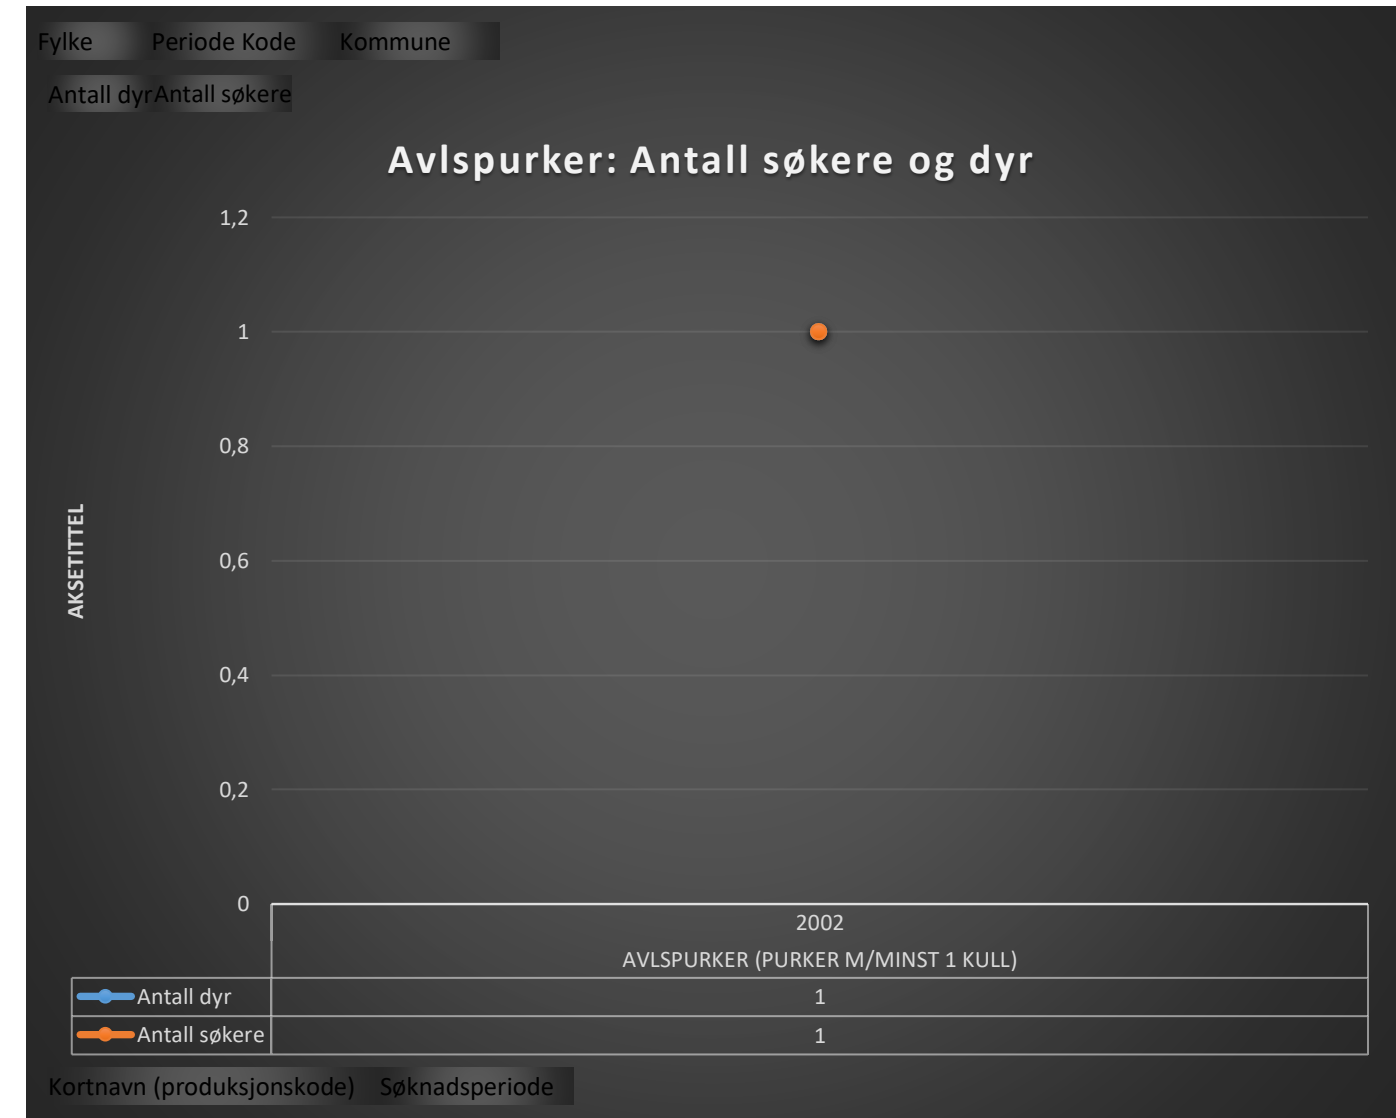 Fylke Periode Kode Kommune
Antall dyr Antall søkere
Avlspurker: Antall søkere og dyr
1,2
1
0,8
0,6
0,4
0,2
0
AKSETITTEL
2002
AVLSPURKER (PURKER M/MINST 1 KULL)
Antall dyr 1
Antall søkere 1
Kortnavn (produksjonskode) Søknadsperiode